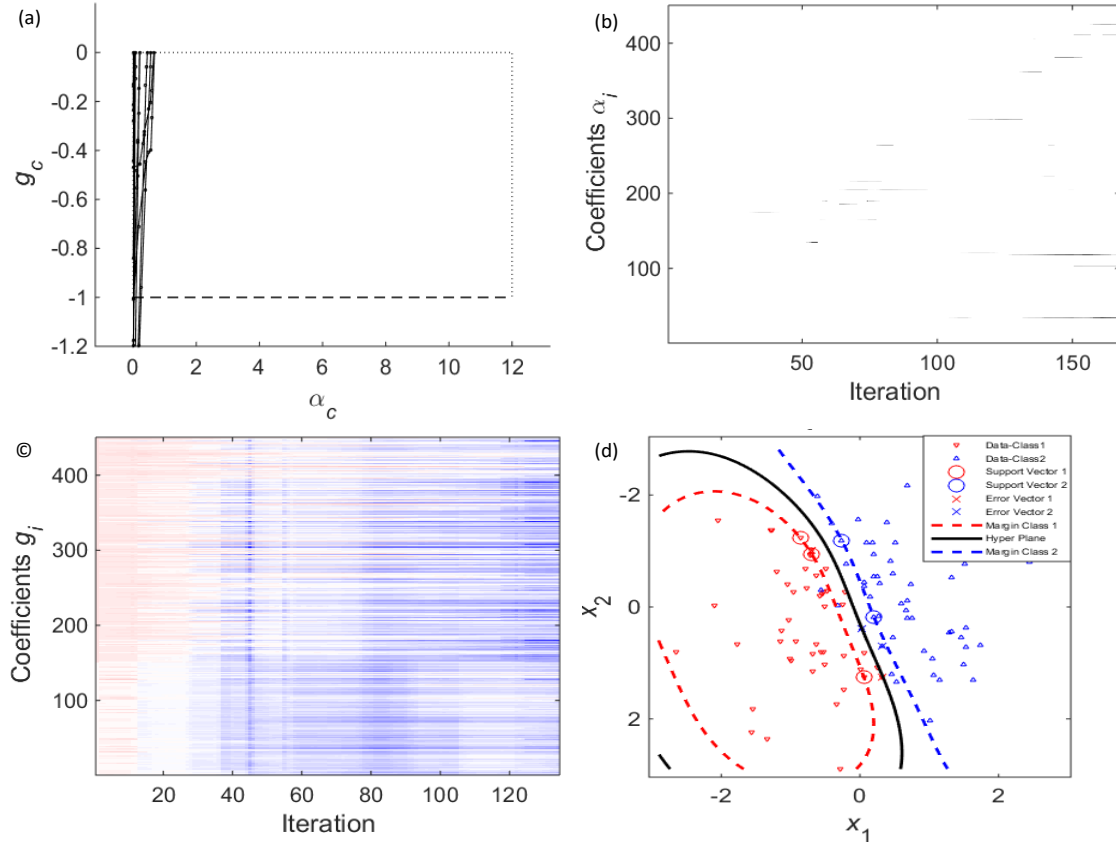 (a)
0
-0.2
-0.4
-0.6
-0.8
-1
-1.2
g_c
0 2 4 6 8 10 12
α_c
(b)
400
300
200
100
Coefficients α_i
50 100 150
Iteration
©
400
300
200
100
Coefficients g_i
20 40 60 80 100 120
Iteration
(d)
Data-Class1
Data-Class2
Support Vector 1
Support Vector 2
Error Vector 1
Error Vector 2
Margin Class 1
Hyper Plane
Margin Class 2
-2
0
2
x_2
-2 0 2
x_1